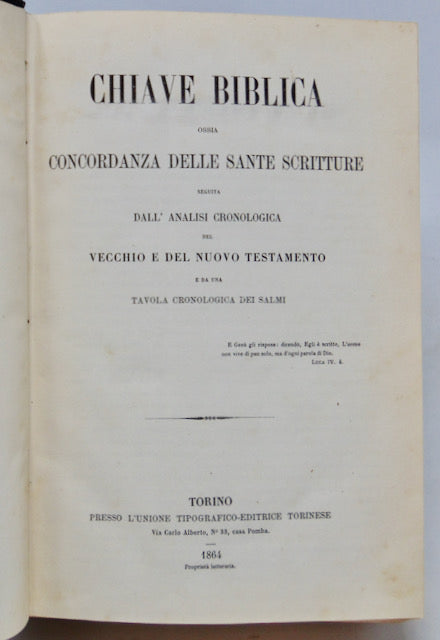 CHIAVE BIBLICA
OSSIA
CONCORDANZA DELLE SANTE SCRITTURE
SEGUITA
DALL' ANALISI CRONOLOGICA
DEL
VECCHIO E DEL NUOVO TESTAMENTO
E DA UNA
TAVOLA CRONOLOGICA DEI SALMI
E Gesù gli rispose: dicendo, Egli è scritto, L'uomo
non vive di pan solo, ma d'ogni parola di Dio.
LUCA IV. 4.
TORINO
PRESSO L'UNIONE TIPOGRAFICO-EDITRICE TORINESE
Via Carlo Alberto, Nº 33, casa Pomba.
1864
Proprietà letteraria.